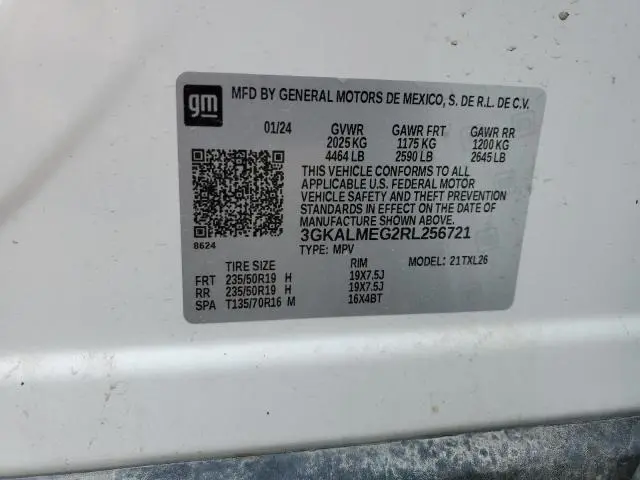 gm
MFD BY GENERAL MOTORS DE MEXICO, S. DE R.L. DE C.V.
01/24 GVWR GAWR FRT GAWR RR
2025 KG 1175 KG 1200 KG
4464 LB 2590 LB 2645 LB
THIS VEHICLE CONFORMS TO ALL
APPLICABLE U.S. FEDERAL MOTOR
VEHICLE SAFETY AND THEFT PREVENTION
STANDARDS IN EFFECT ON THE DATE OF
MANUFACTURE SHOWN ABOVE.
3GKALMEG2RL256721
8624
TYPE: MPV MODEL: 21TXL26
TIRE SIZE RIM
FRT 235/50R19 H 19X7.5J
RR 235/50R19 H 19X7.5J
SPA T135/70R16 M 16X4BT